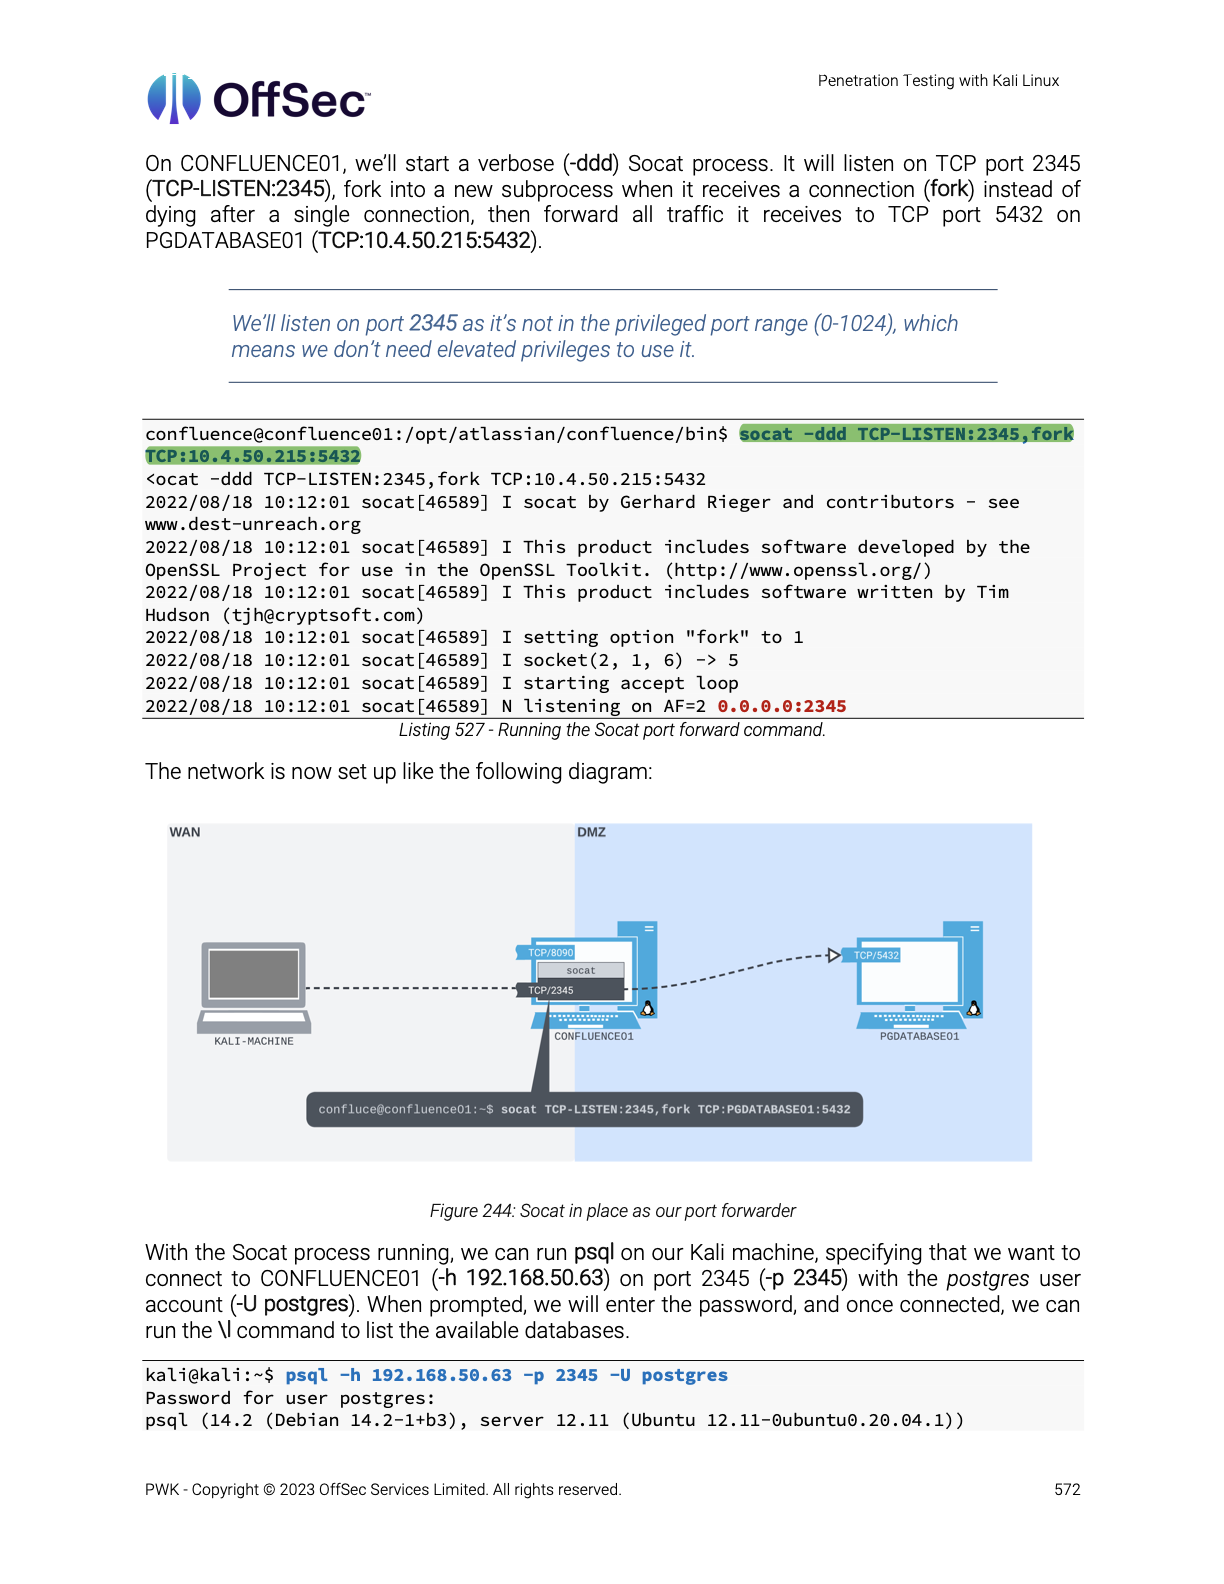 OffSec™
Penetration Testing with Kali Linux
On CONFLUENCE01, we'll start a verbose (-ddd) Socat process. It will listen on TCP port 2345
(TCP-LISTEN:2345), fork into a new subprocess when it receives a connection (fork) instead of
dying after a single connection, then forward all traffic it receives to TCP port 5432 on
PGDATABASE01 (TCP:10.4.50.215:5432).
We'll listen on port 2345 as it's not in the privileged port range (0-1024), which
means we don't need elevated privileges to use it.
confluence@confluence01:/opt/atlassian/confluence/bin$ socat -ddd TCP-LISTEN:2345,fork
TCP:10.4.50.215:5432
<ocat -ddd TCP-LISTEN:2345,fork TCP:10.4.50.215:5432
2022/08/18 10:12:01 socat[46589] I socat by Gerhard Rieger and contributors - see
www.dest-unreach.org
2022/08/18 10:12:01 socat[46589] I This product includes software developed by the
OpenSSL Project for use in the OpenSSL Toolkit. (http://www.openssl.org/)
2022/08/18 10:12:01 socat[46589] I This product includes software written by Tim
Hudson (tjh@cryptsoft.com)
2022/08/18 10:12:01 socat[46589] I setting option "fork" to 1
2022/08/18 10:12:01 socat[46589] I socket(2, 1, 6) -> 5
2022/08/18 10:12:01 socat[46589] I starting accept loop
2022/08/18 10:12:01 socat[46589] N listening on AF=2 0.0.0.0:2345
Listing 527 - Running the Socat port forward command.
The network is now set up like the following diagram:
WAN
DMZ
TCP/8090
socat
TCP/2345
TCP/5432
KALI-MACHINE
CONFLUENCE01
PGDATABASE01
confluce@confluence01:~$ socat TCP-LISTEN:2345,fork TCP:PGDATABASE01:5432
Figure 244: Socat in place as our port forwarder
With the Socat process running, we can run psql on our Kali machine, specifying that we want to
connect to CONFLUENCE01 (-h 192.168.50.63) on port 2345 (-p 2345) with the postgres user
account (-U postgres). When prompted, we will enter the password, and once connected, we can
run the \l command to list the available databases.
kali@kali:~$ psql -h 192.168.50.63 -p 2345 -U postgres
Password for user postgres:
psql (14.2 (Debian 14.2-1+b3), server 12.11 (Ubuntu 12.11-0ubuntu0.20.04.1))
PWK - Copyright © 2023 OffSec Services Limited. All rights reserved.
572